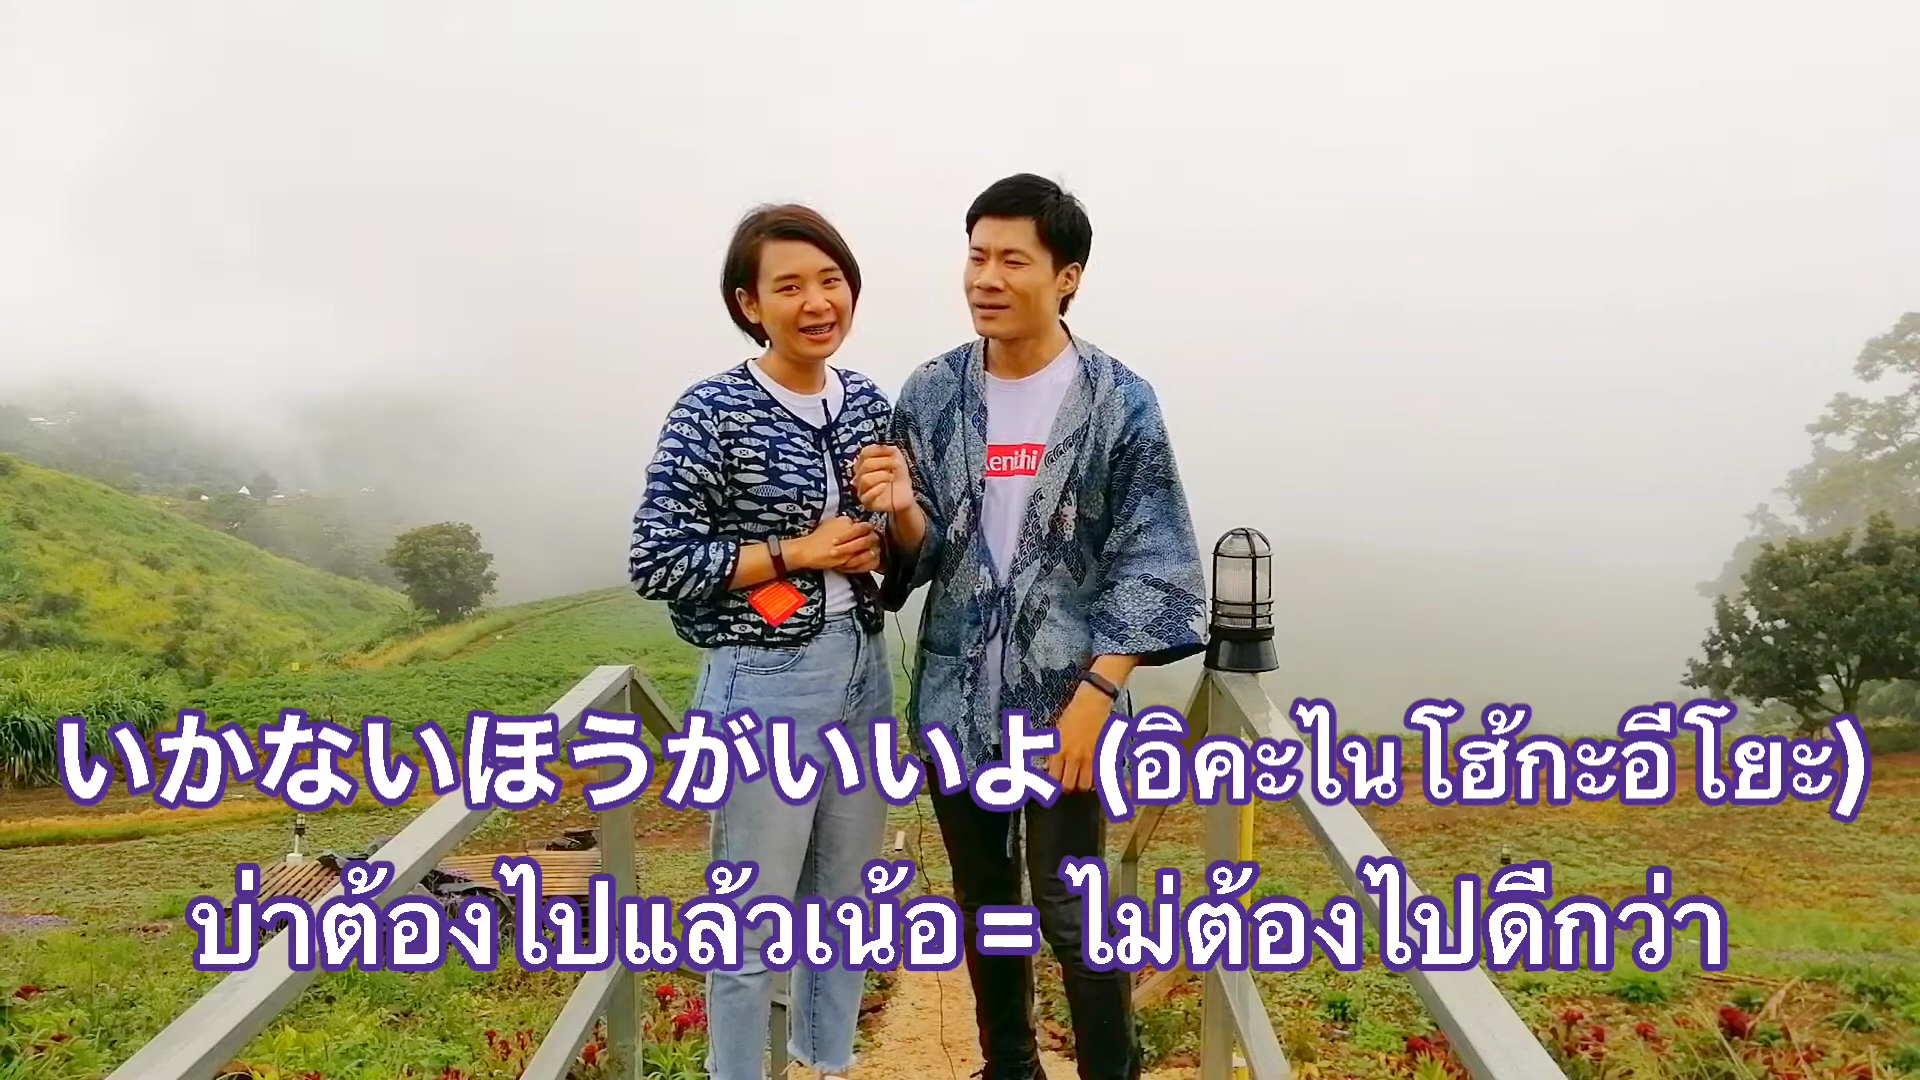 enichi
いかないほうがいいよ (อิคะไนโฮ้กะอีโยะ)
บ่าต้องไปแล้วเน้อ = ไม่ต้องไปดีกว่า